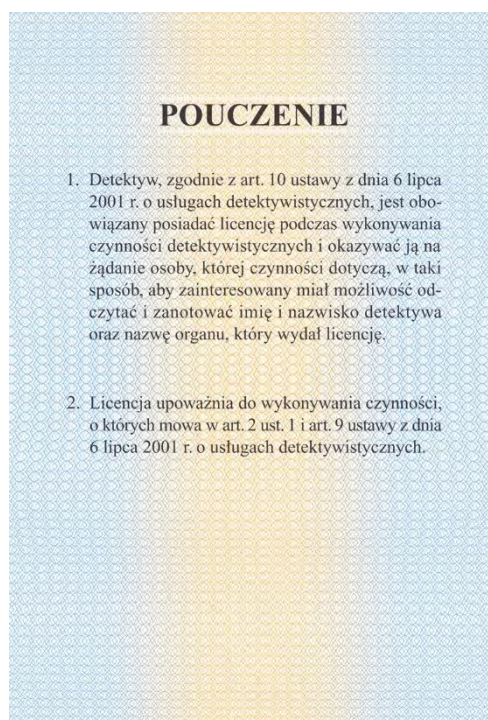 POUCZENIE
1. Detektyw, zgodnie z art. 10 ustawy z dnia 6 lipca
2001 r. o usługach detektywistycznych, jest obo-
wiązany posiadać licencję podczas wykonywania
czynności detektywistycznych i okazywać ją na
żądanie osoby, której czynności dotyczą, w taki
sposób, aby zainteresowany miał możliwość od-
czytać i zanotować imię i nazwisko detektywa
oraz nazwę organu, który wydał licencję.
2. Licencja upoważnia do wykonywania czynności,
o których mowa w art. 2 ust. 1 i art. 9 ustawy z dnia
6 lipca 2001 r. o usługach detektywistycznych.